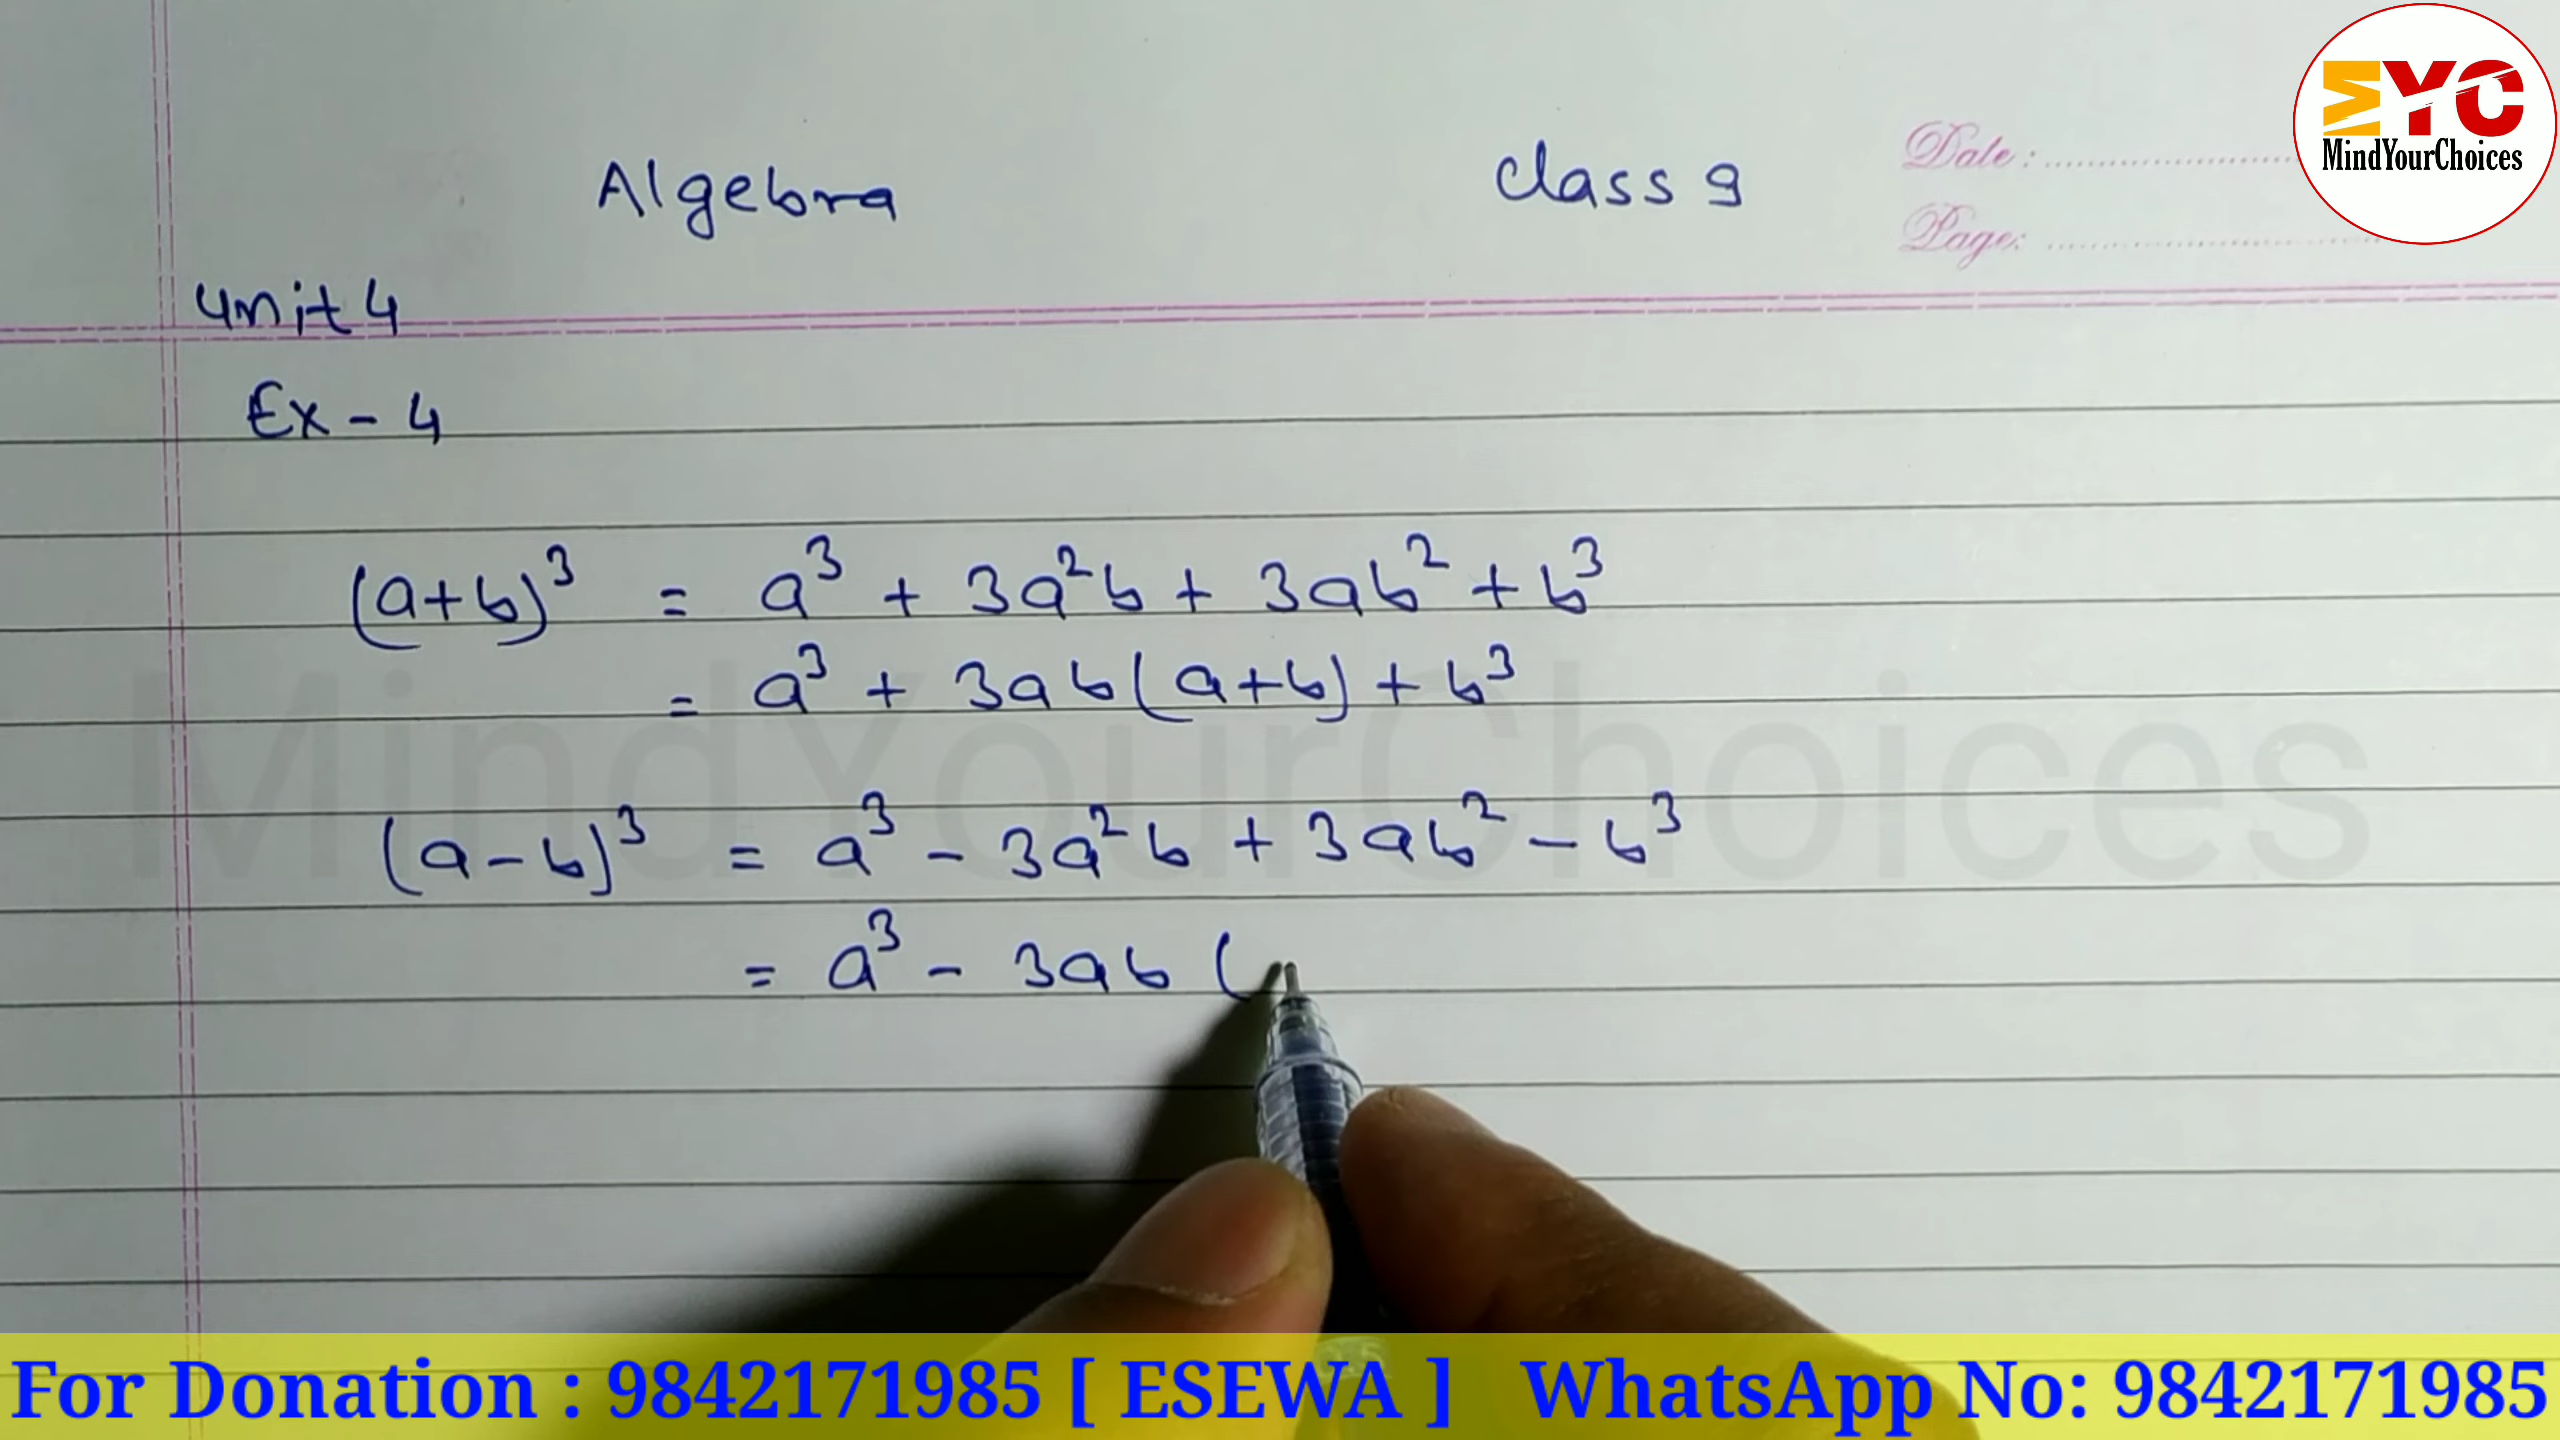 MYC
MindYourChoices
Algebra
Class 9
Date :
Page:
Unit 4
Ex - 4
(a+b)³ = a³ + 3a²b + 3ab² + b³
= a³ + 3ab(a+b) + b³
MindYourChoices
(a-b)³ = a³ - 3a²b + 3ab² - b³
= a³ - 3ab (
For Donation : 9842171985 [ ESEWA ] WhatsApp No: 9842171985